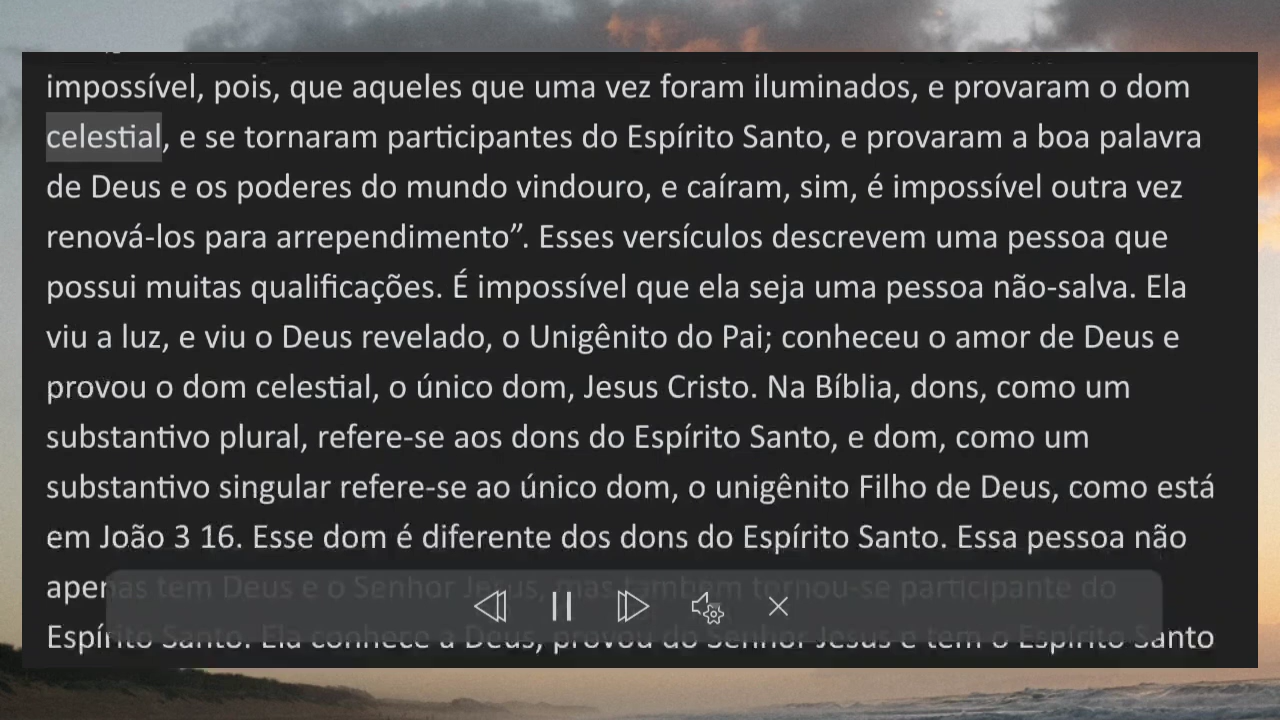 impossível, pois, que aqueles que uma vez foram iluminados, e provaram o dom
celestial, e se tornaram participantes do Espírito Santo, e provaram a boa palavra
de Deus e os poderes do mundo vindouro, e caíram, sim, é impossível outra vez
renová-los para arrependimento”. Esses versículos descrevem uma pessoa que
possui muitas qualificações. É impossível que ela seja uma pessoa não-salva. Ela
viu a luz, e viu o Deus revelado, o Unigênito do Pai; conheceu o amor de Deus e
provou o dom celestial, o único dom, Jesus Cristo. Na Bíblia, dons, como um
substantivo plural, refere-se aos dons do Espírito Santo, e dom, como um
substantivo singular refere-se ao único dom, o unigênito Filho de Deus, como está
em João 3 16. Esse dom é diferente dos dons do Espírito Santo. Essa pessoa não
apenas tem Deus e o Senhor Jesus, mas também tornou-se participante do
Espírito Santo. Ela conhece a Deus, provou do Senhor Jesus e tem o Espírito Santo